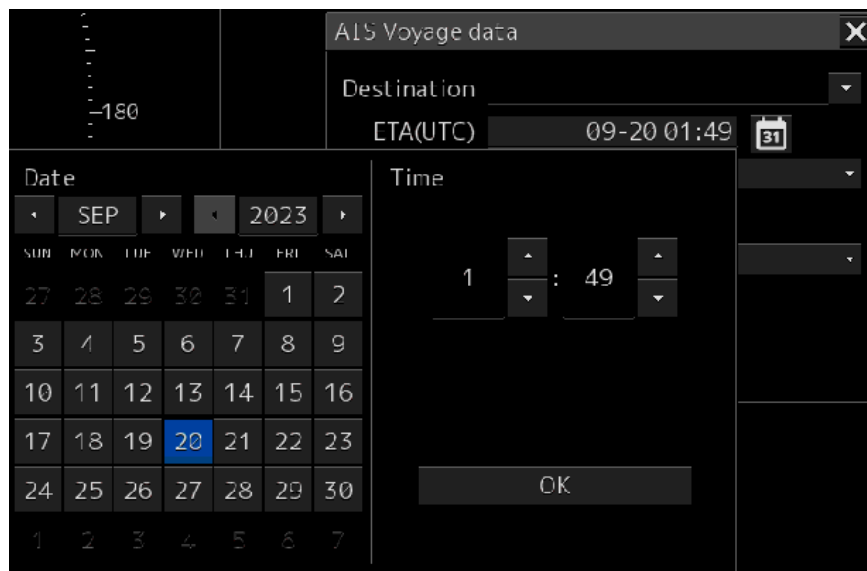 AIS Voyage data
Destination
180
ETA(UTC) 09-20 01:49
31
Date
SEP 2023
SUN MON TUE WED THU FRI SAT
27 28 29 30 31 1 2
3 4 5 6 7 8 9
10 11 12 13 14 15 16
17 18 19 20 21 22 23
24 25 26 27 28 29 30
1 2 3 4 5 6 7
Time
1 : 49
OK